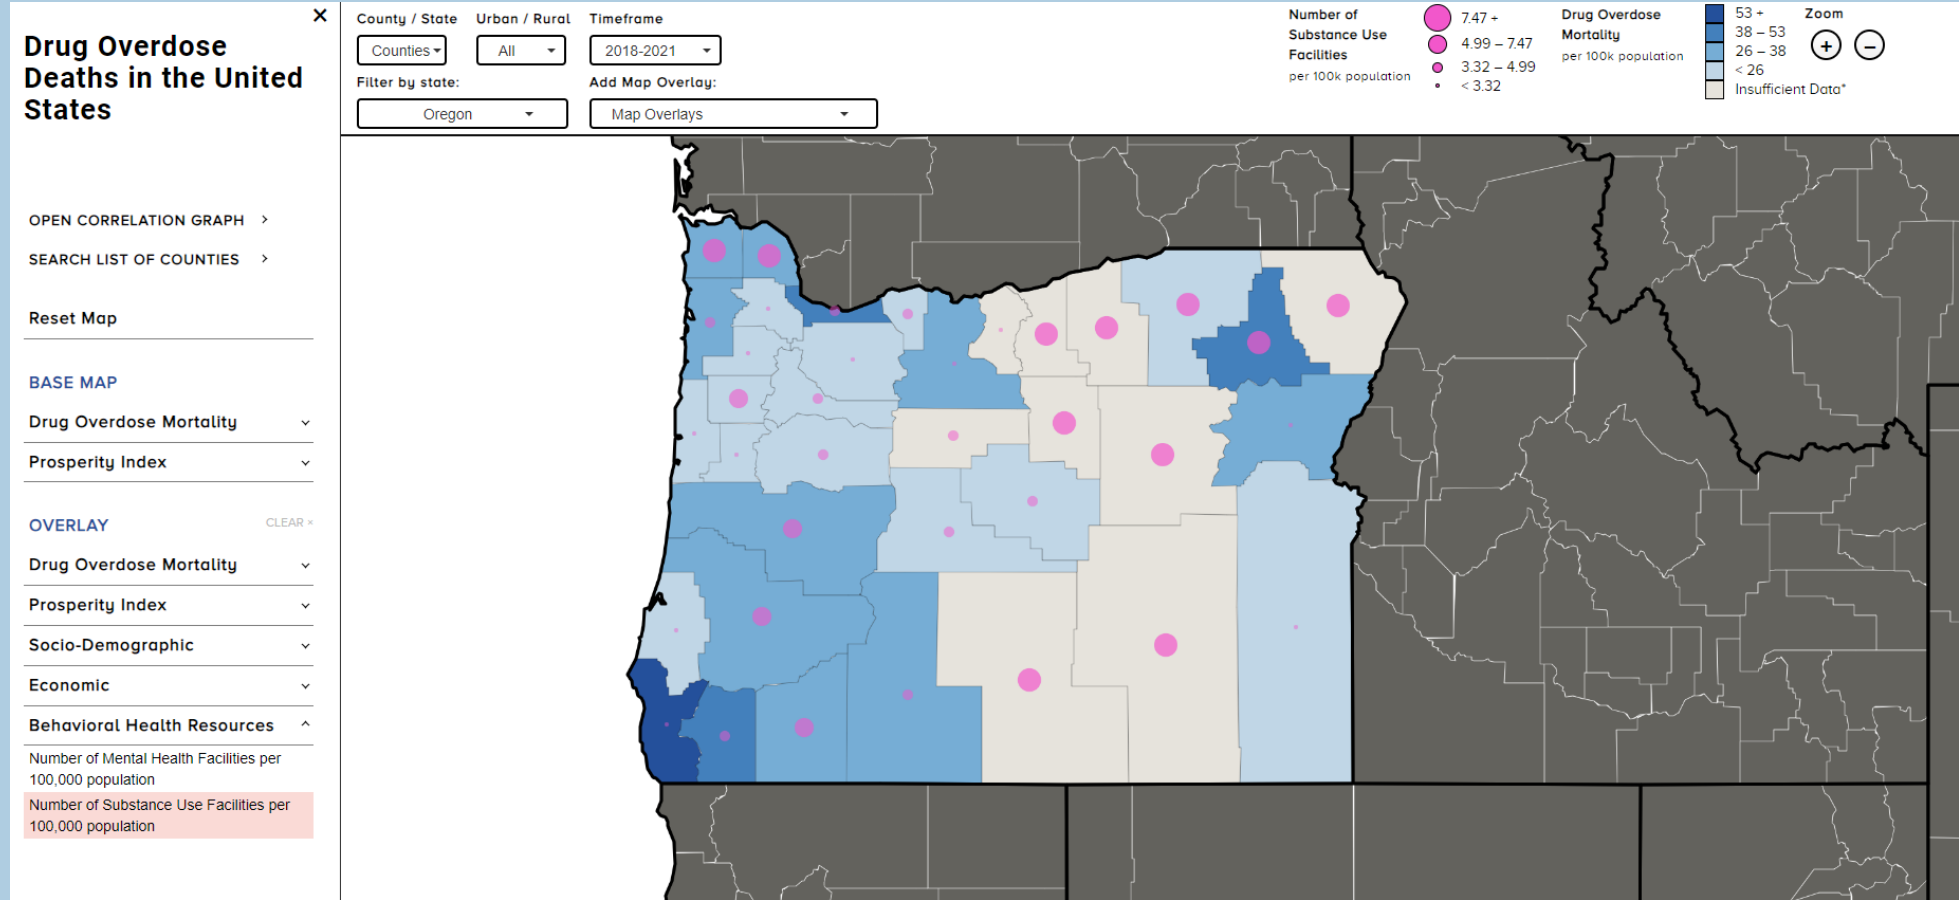 ×
Drug Overdose
Deaths in the United
States
OPEN CORRELATION GRAPH >
SEARCH LIST OF COUNTIES >
Reset Map
BASE MAP
Drug Overdose Mortality
Prosperity Index
OVERLAY
CLEAR ×
Drug Overdose Mortality
Prosperity Index
Socio-Demographic
Economic
Behavioral Health Resources
Number of Mental Health Facilities per
100,000 population
Number of Substance Use Facilities per
100,000 population
County / State
Counties
Urban / Rural
All
Timeframe
2018-2021
Filter by state:
Oregon
Add Map Overlay:
Map Overlays
Number of
Substance Use
Facilities
per 100k population
7.47 +
4.99 – 7.47
3.32 – 4.99
< 3.32
Drug Overdose
Mortality
per 100k population
53 +
38 – 53
26 – 38
< 26
Insufficient Data*
Zoom
+
−